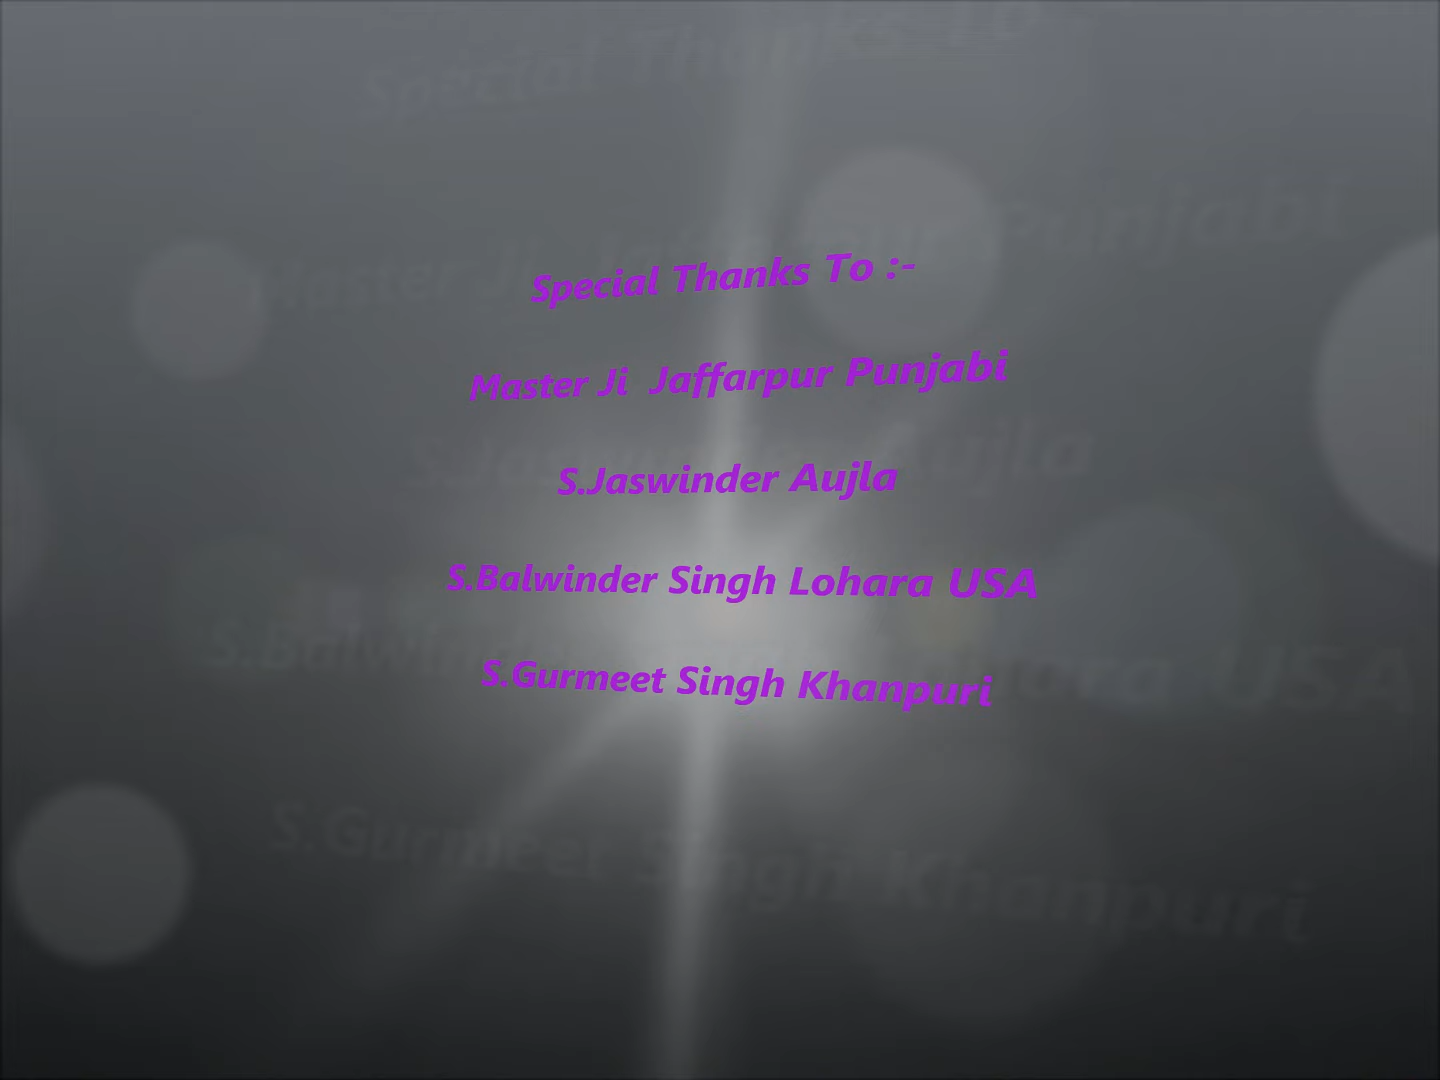 Special Thanks To :-
Master Ji Jaffarpur Punjabi
S.Jaswinder Aujla
S.Balwinder Singh Lohara USA
S.Gurmeet Singh Khanpuri